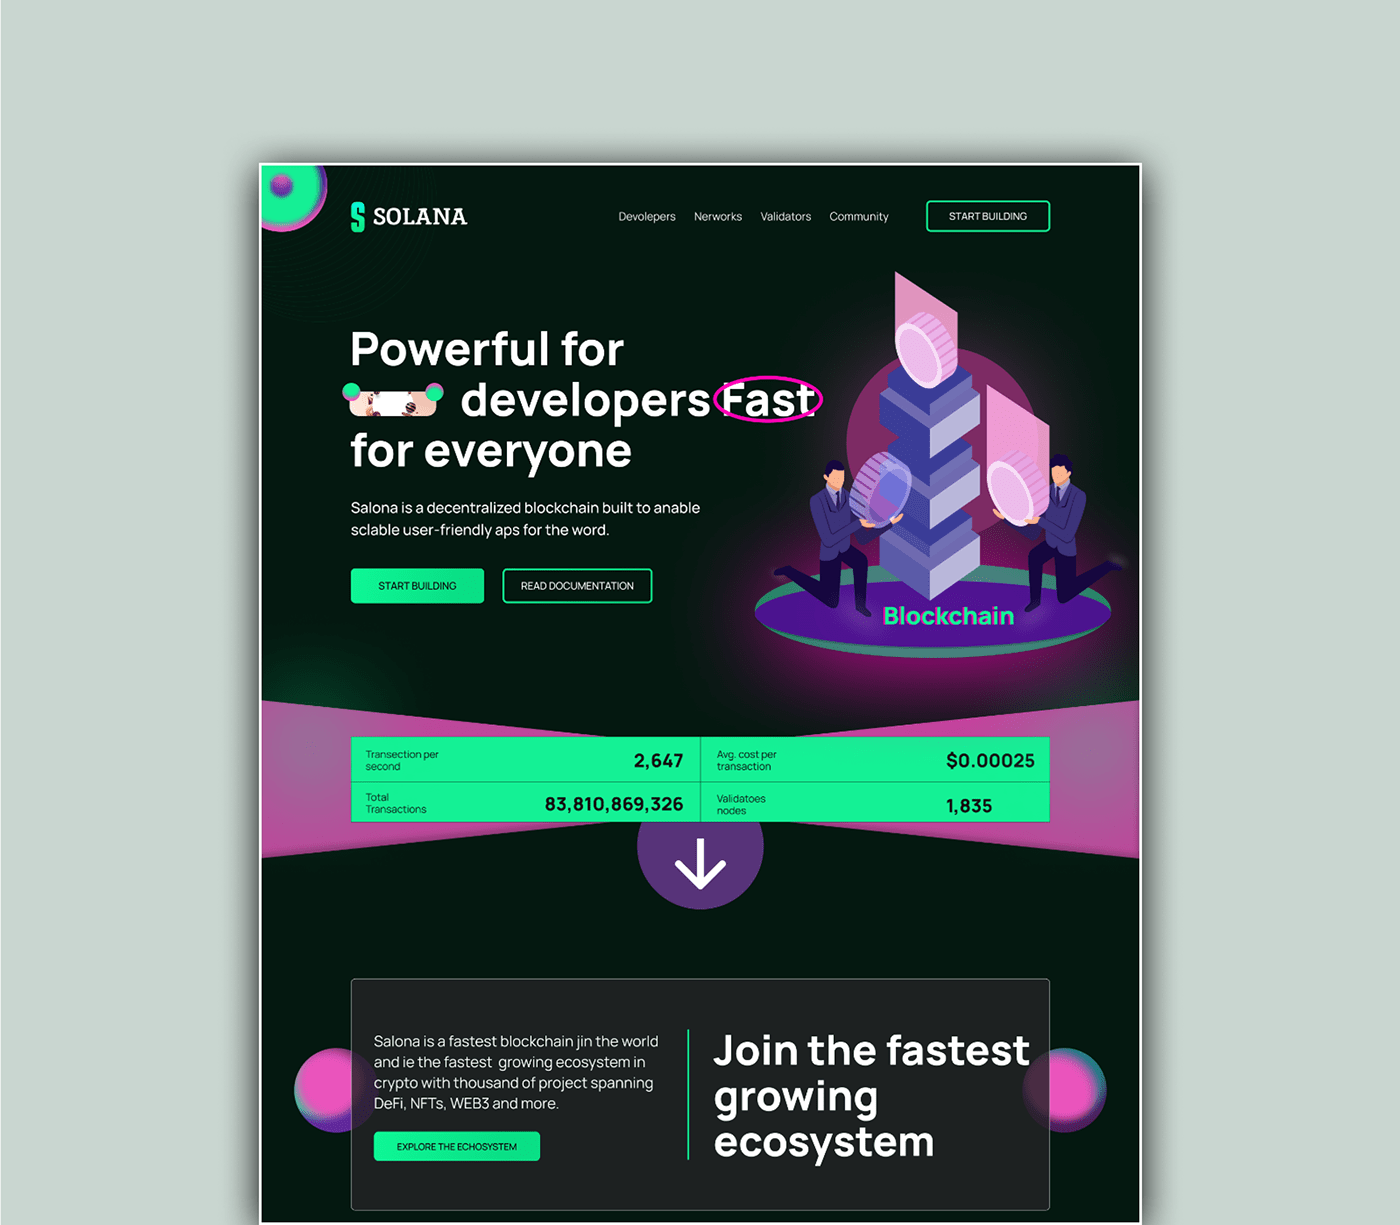 SOLANA
Devolepers Nerworks Validators Community START BUILDING
Powerful for
developers Fast
for everyone
Salona is a decentralized blockchain built to anable
sclable user-friendly aps for the word.
START BUILDING READ DOCUMENTATION
Blockchain
Transection per
second
2,647
Avg. cost per
transaction
$0.00025
Total
Transactions
83,810,869,326
Validatoes
nodes
1,835
Salona is a fastest blockchain jin the world
and ie the fastest growing ecosystem in
crypto with thousand of project spanning
DeFi, NFTs, WEB3 and more.
EXPLORE THE ECHOSYSTEM
Join the fastest
growing
ecosystem